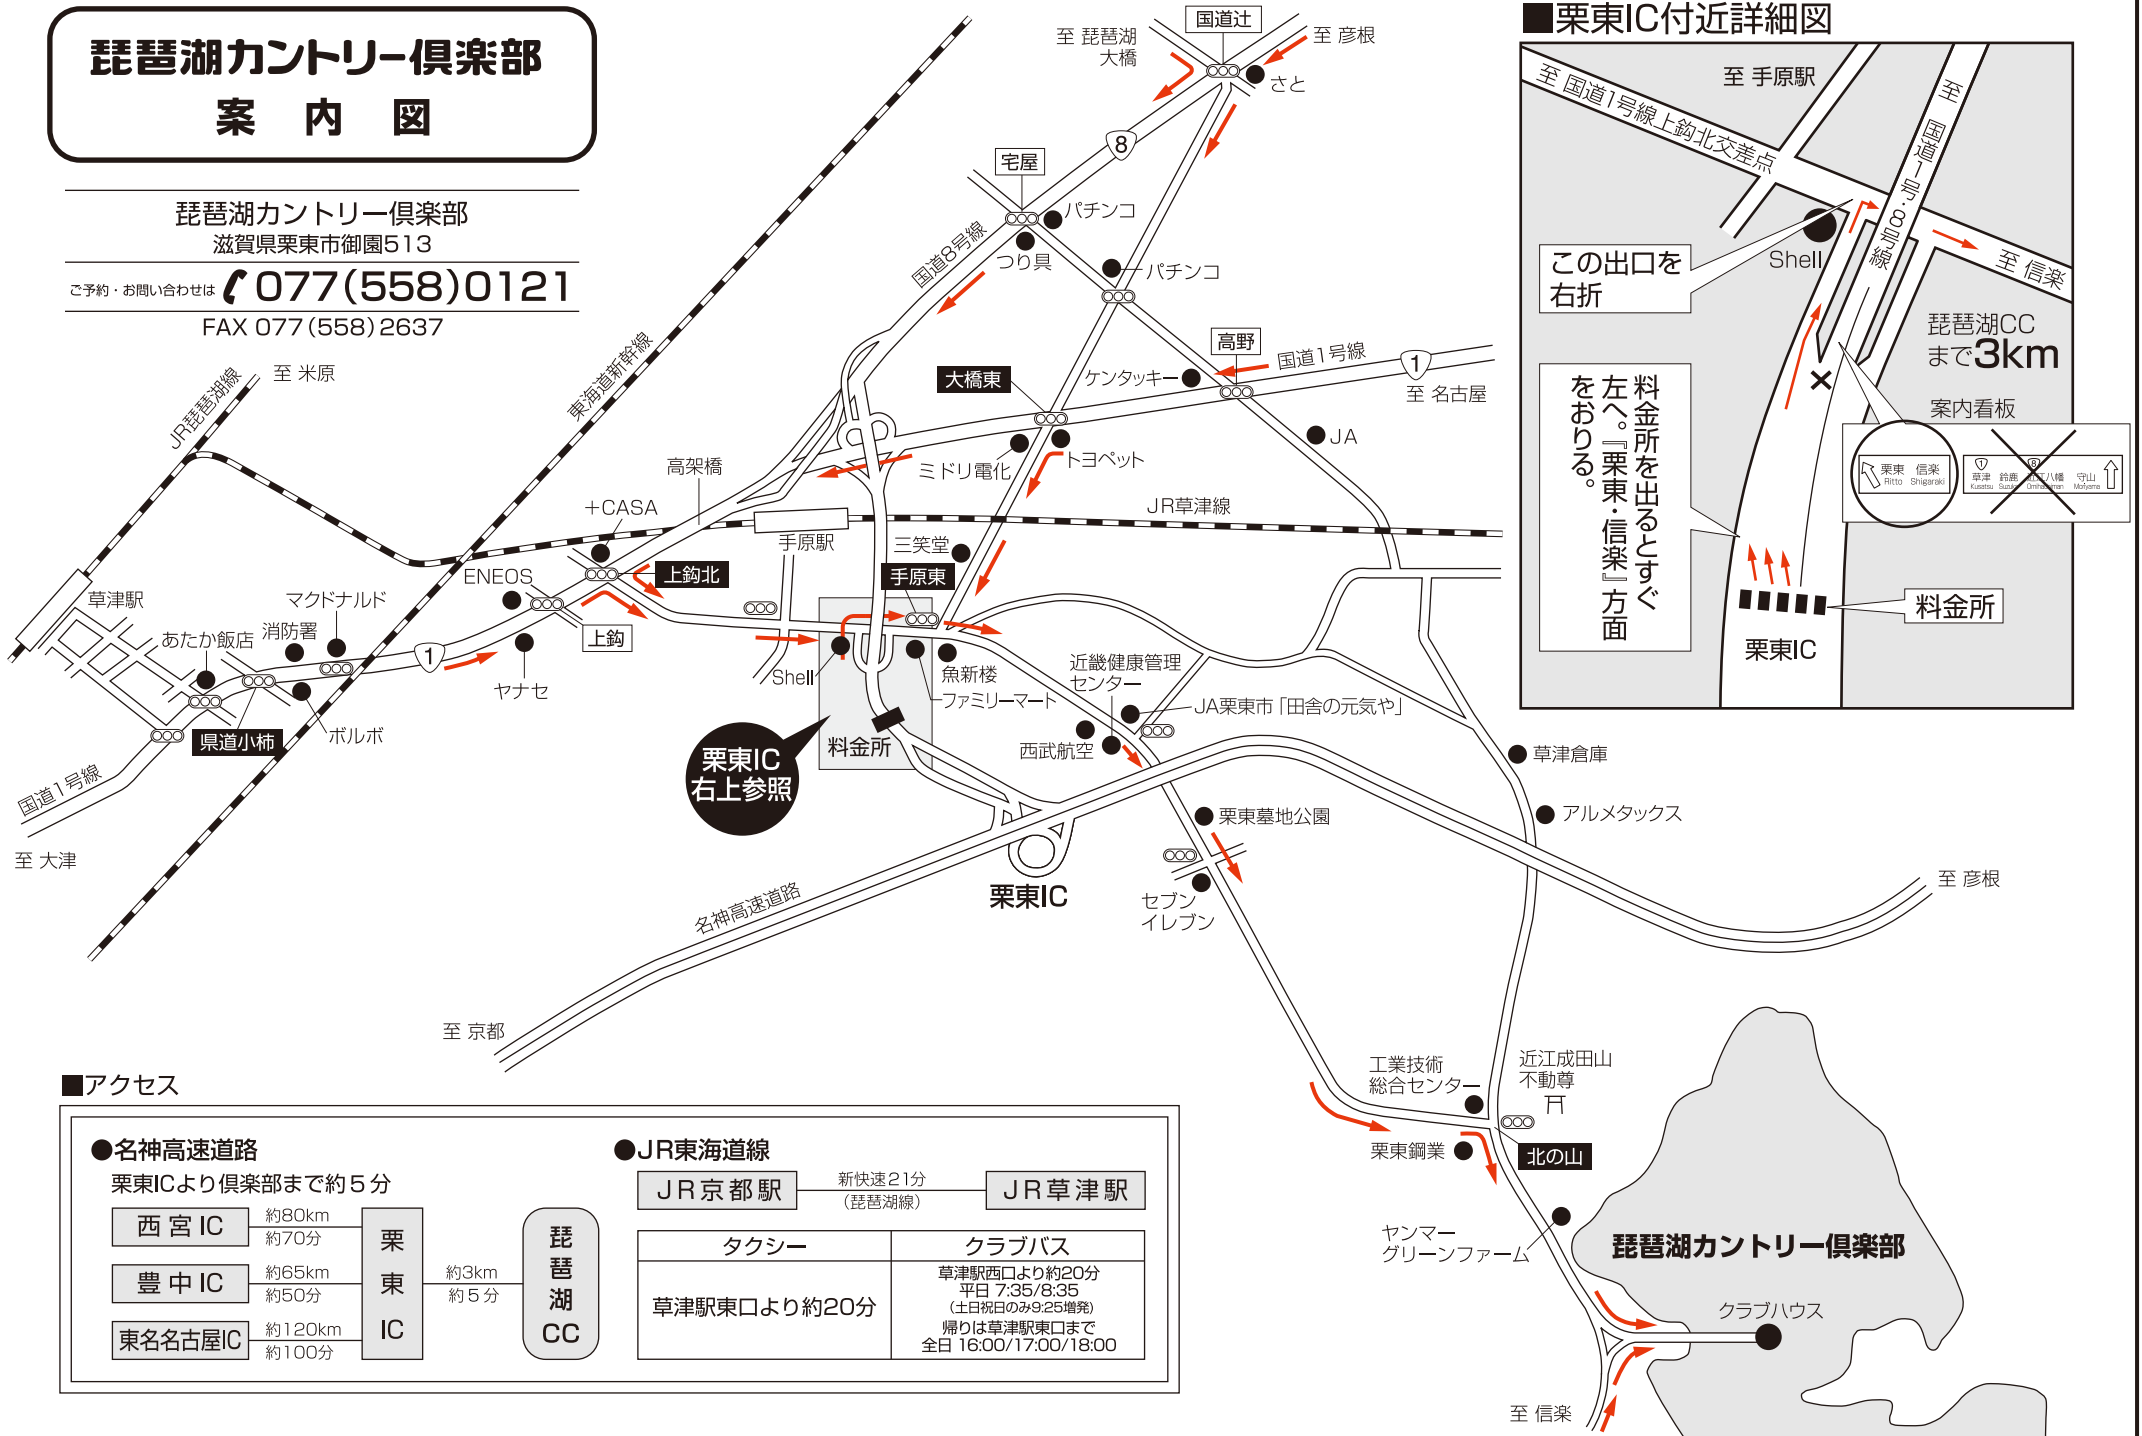 琵琶湖カントリー倶楽部
案内図
琵琶湖カントリー倶楽部
滋賀県栗東市御園513
ご予約・お問い合わせは 077(558)0121
FAX 077(558)2637
至 琵琶湖
大橋
国道辻
至 彦根
さと
8
宅屋
パチンコ
つり具
国道8号線
パチンコ
高野
国道1号線
1
至 名古屋
ケンタッキー
大橋東
ミドリ電化
トヨペット
JA
東海道新幹線
JR琵琶湖線
至 米原
高架橋
+CASA
JR草津線
手原駅
三笑堂
手原東
上鈎北
ENEOS
上鈎
マクドナルド
消防署
あたか飯店
草津駅
1
ヤナセ
ボルボ
県道小柿
国道1号線
至 大津
Shell
魚新楼
ファミリーマート
料金所
栗東IC
右上参照
近畿健康管理
センター
JA栗東市「田舎の元気や」
西武航空
草津倉庫
アルメタックス
栗東墓地公園
セブン
イレブン
栗東IC
名神高速道路
至 京都
至 彦根
工業技術
総合センター
近江成田山
不動尊
栗東鋼業
北の山
ヤンマー
グリーンファーム
琵琶湖カントリー倶楽部
クラブハウス
至 信楽
■栗東IC付近詳細図
至 国道1号線上鈎北交差点
至 手原駅
至 国道1号・8号線
Shell
至 信楽
この出口を
右折
琵琶湖CC
まで3km
案内看板
栗東 信楽
Ritto Shigaraki
1
8
草津 鈴鹿 近江八幡 守山
Kusatsu Suzuka Omihachiman Moriyama
料金所を出るとすぐ
左へ。『栗東・信楽』方面
をおりる。
料金所
栗東IC
■アクセス
●名神高速道路
栗東ICより倶楽部まで約5分
西宮IC
約80km
約70分
豊中IC
約65km
約50分
東名名古屋IC
約120km
約100分
栗東IC
約3km
約5分
琵琶湖CC
●JR東海道線
JR京都駅
新快速21分
(琵琶湖線)
JR草津駅
タクシー
クラブバス
草津駅東口より約20分
草津駅西口より約20分
平日 7:35/8:35
(土日祝日のみ9:25増発)
帰りは草津駅東口まで
全日 16:00/17:00/18:00